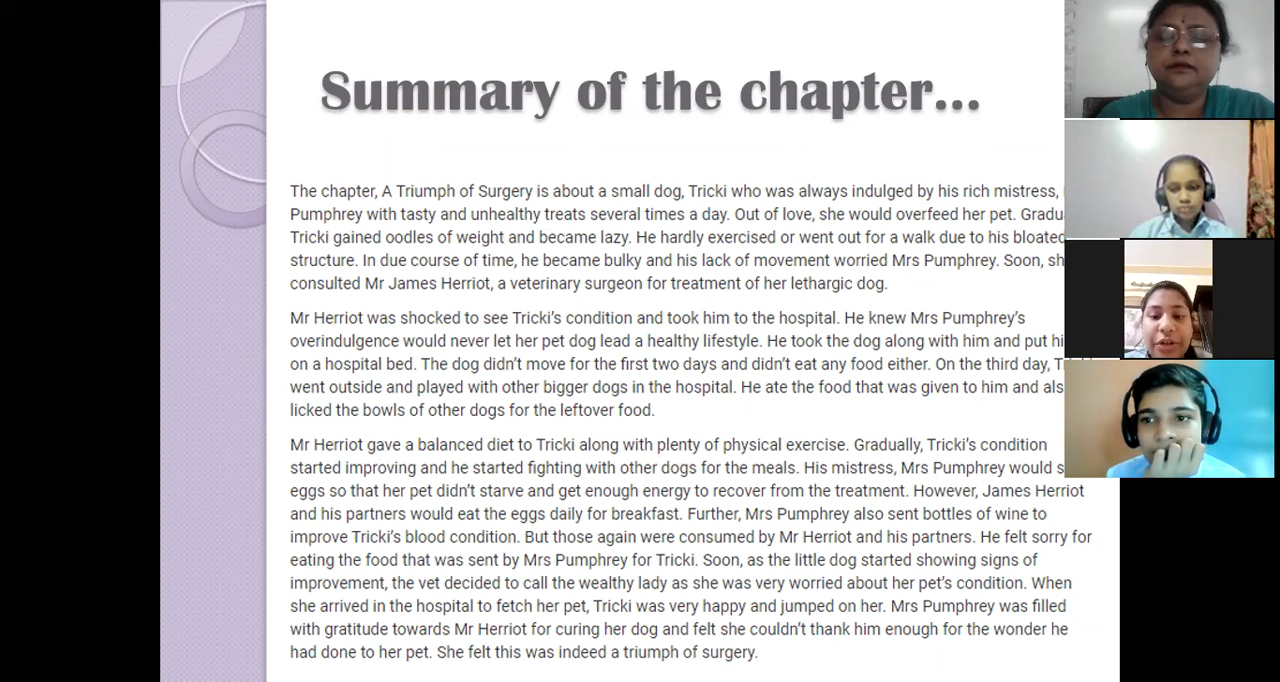 Summary of the chapter...
The chapter, A Triumph of Surgery is about a small dog, Tricki who was always indulged by his rich mistress,
Pumphrey with tasty and unhealthy treats several times a day. Out of love, she would overfeed her pet.
Tricki gained oodles of weight and became lazy. He hardly exercised or went out for a walk due to his bloated
structure. In due course of time, he became bulky and his lack of movement worried Mrs Pumphrey. Soon,
consulted Mr James Herriot, a veterinary surgeon for treatment of her lethargic dog.
Mr Herriot was shocked to see Tricki's condition and took him to the hospital. He knew Mrs Pumphrey's
overindulgence would never let her pet dog lead a healthy lifestyle. He took the dog along with him and put
on a hospital bed. The dog didn't move for the first two days and didn't eat any food either. On the third day,
went outside and played with other bigger dogs in the hospital. He ate the food that was given to him and
licked the bowls of other dogs for the leftover food.
Mr Herriot gave a balanced diet to Tricki along with plenty of physical exercise. Gradually, Tricki's condition
started improving and he started fighting with other dogs for the meals. His mistress, Mrs Pumphrey would
eggs so that her pet didn't starve and get enough energy to recover from the treatment. However, James Herriot
and his partners would eat the eggs daily for breakfast. Further, Mrs Pumphrey also sent bottles of wine to
improve Tricki's blood condition. But those again were consumed by Mr Herriot and his partners. He felt sorry for
eating the food that was sent by Mrs Pumphrey for Tricki. Soon, as the little dog started showing signs of
improvement, the vet decided to call the wealthy lady as she was very worried about her pet's condition. When
she arrived in the hospital to fetch her pet, Tricki was very happy and jumped on her. Mrs Pumphrey was filled
with gratitude towards Mr Herriot for curing her dog and felt she couldn't thank him enough for the wonder he
had done to her pet. She felt this was indeed a triumph of surgery.